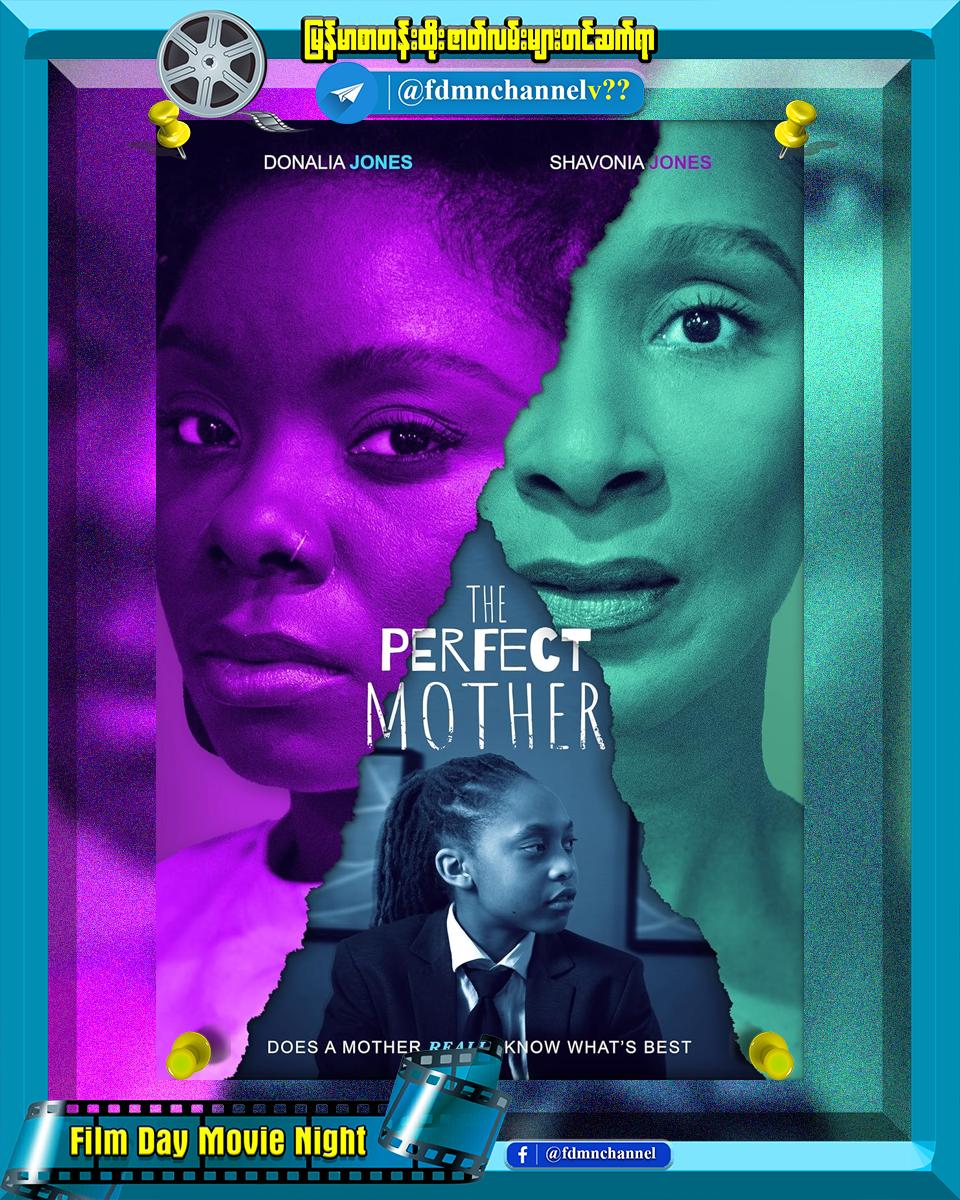 မြန်မာစာတန်းထိုးဇာတ်လမ်းများတင်ဆက်ရာ
@fdmnchannelv??
DONALIA JONES
SHAVONIA JONES
THE
PERFECT
MOTHER
DOES A MOTHER KNOW WHAT'S BEST
Film Day Movie Night
@fdmnchannel